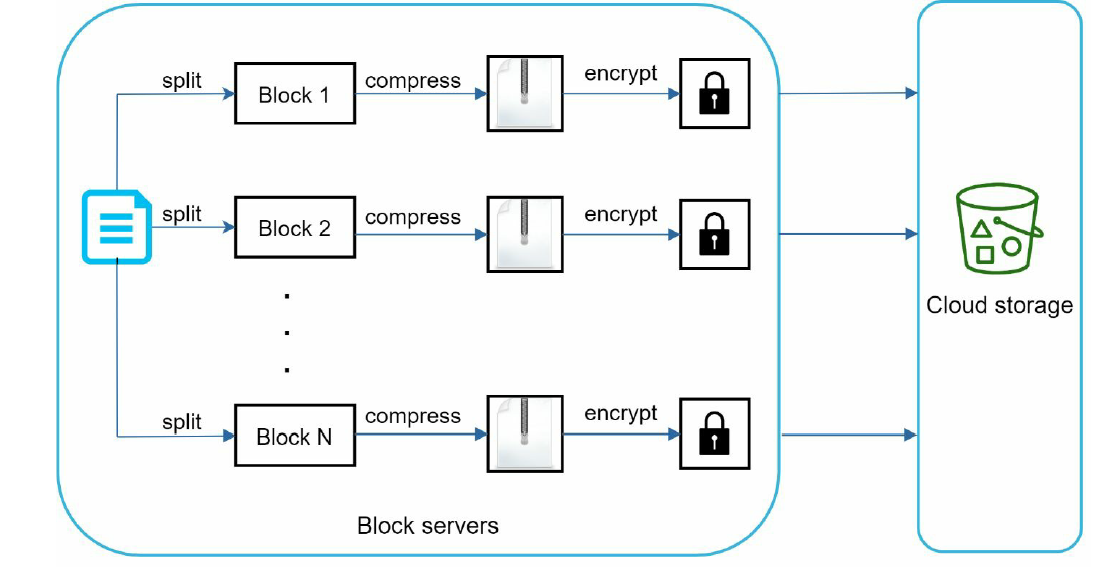 split
Block 1
compress
encrypt
split
Block 2
compress
encrypt
Cloud storage
split
Block N
compress
encrypt
Block servers